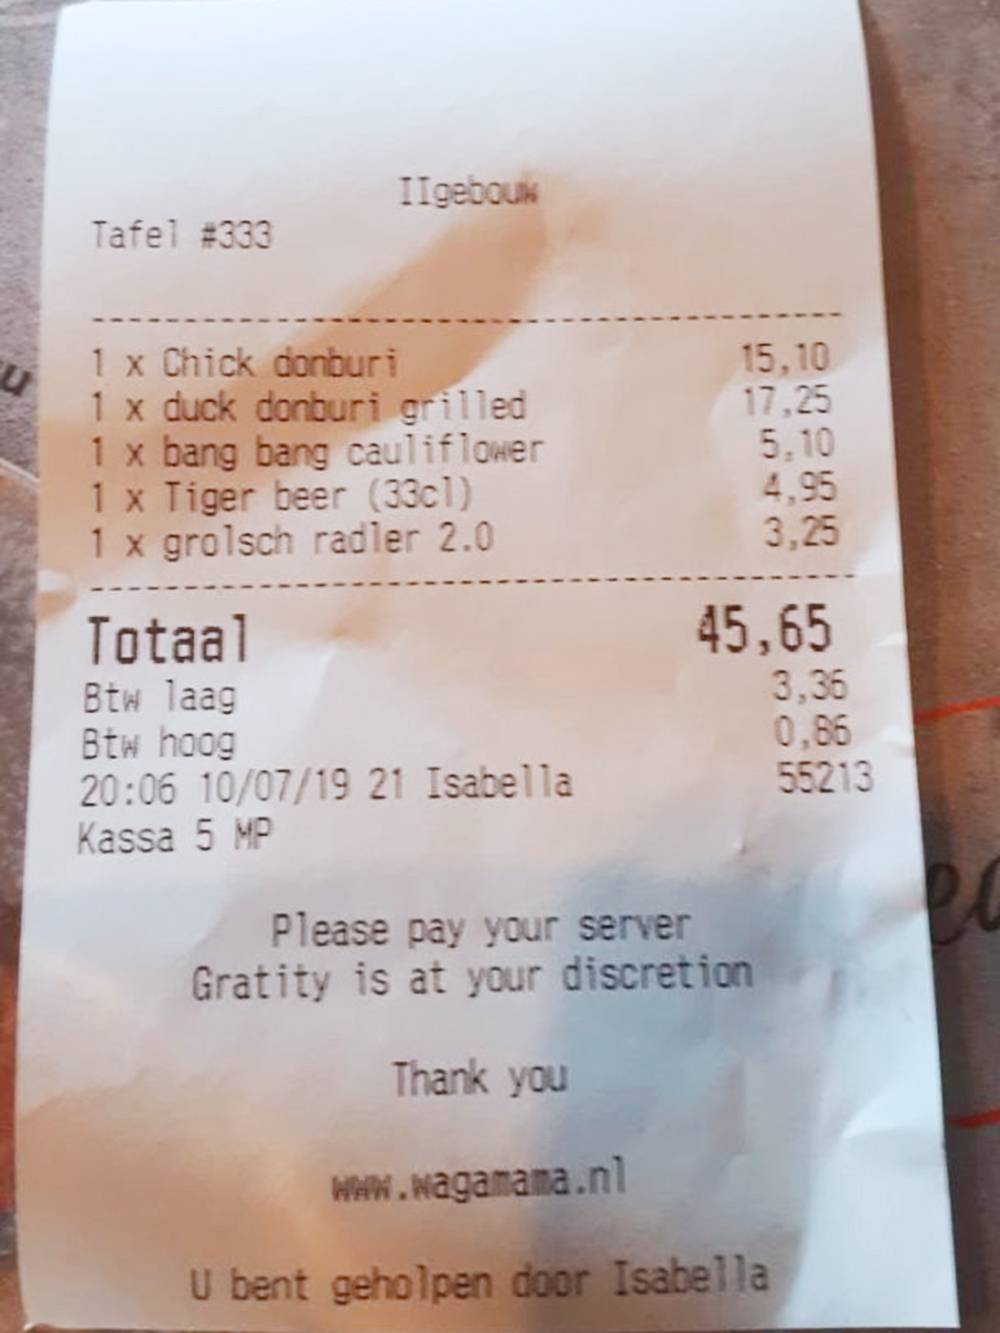 IIgebouw
Tafel #333
1 x Chick donburi 15,10
1 x duck donburi grilled 17,25
1 x bang bang cauliflower 5,10
1 x Tiger beer (33cl) 4,95
1 x grolsch radler 2.0 3,25
Totaal 45,65
Btw laag 3,36
Btw hoog 0,86
20:06 10/07/19 21 Isabella 55213
Kassa 5 MP
Please pay your server
Gratity is at your discretion
Thank you
www.wagamama.nl
U bent geholpen door Isabella